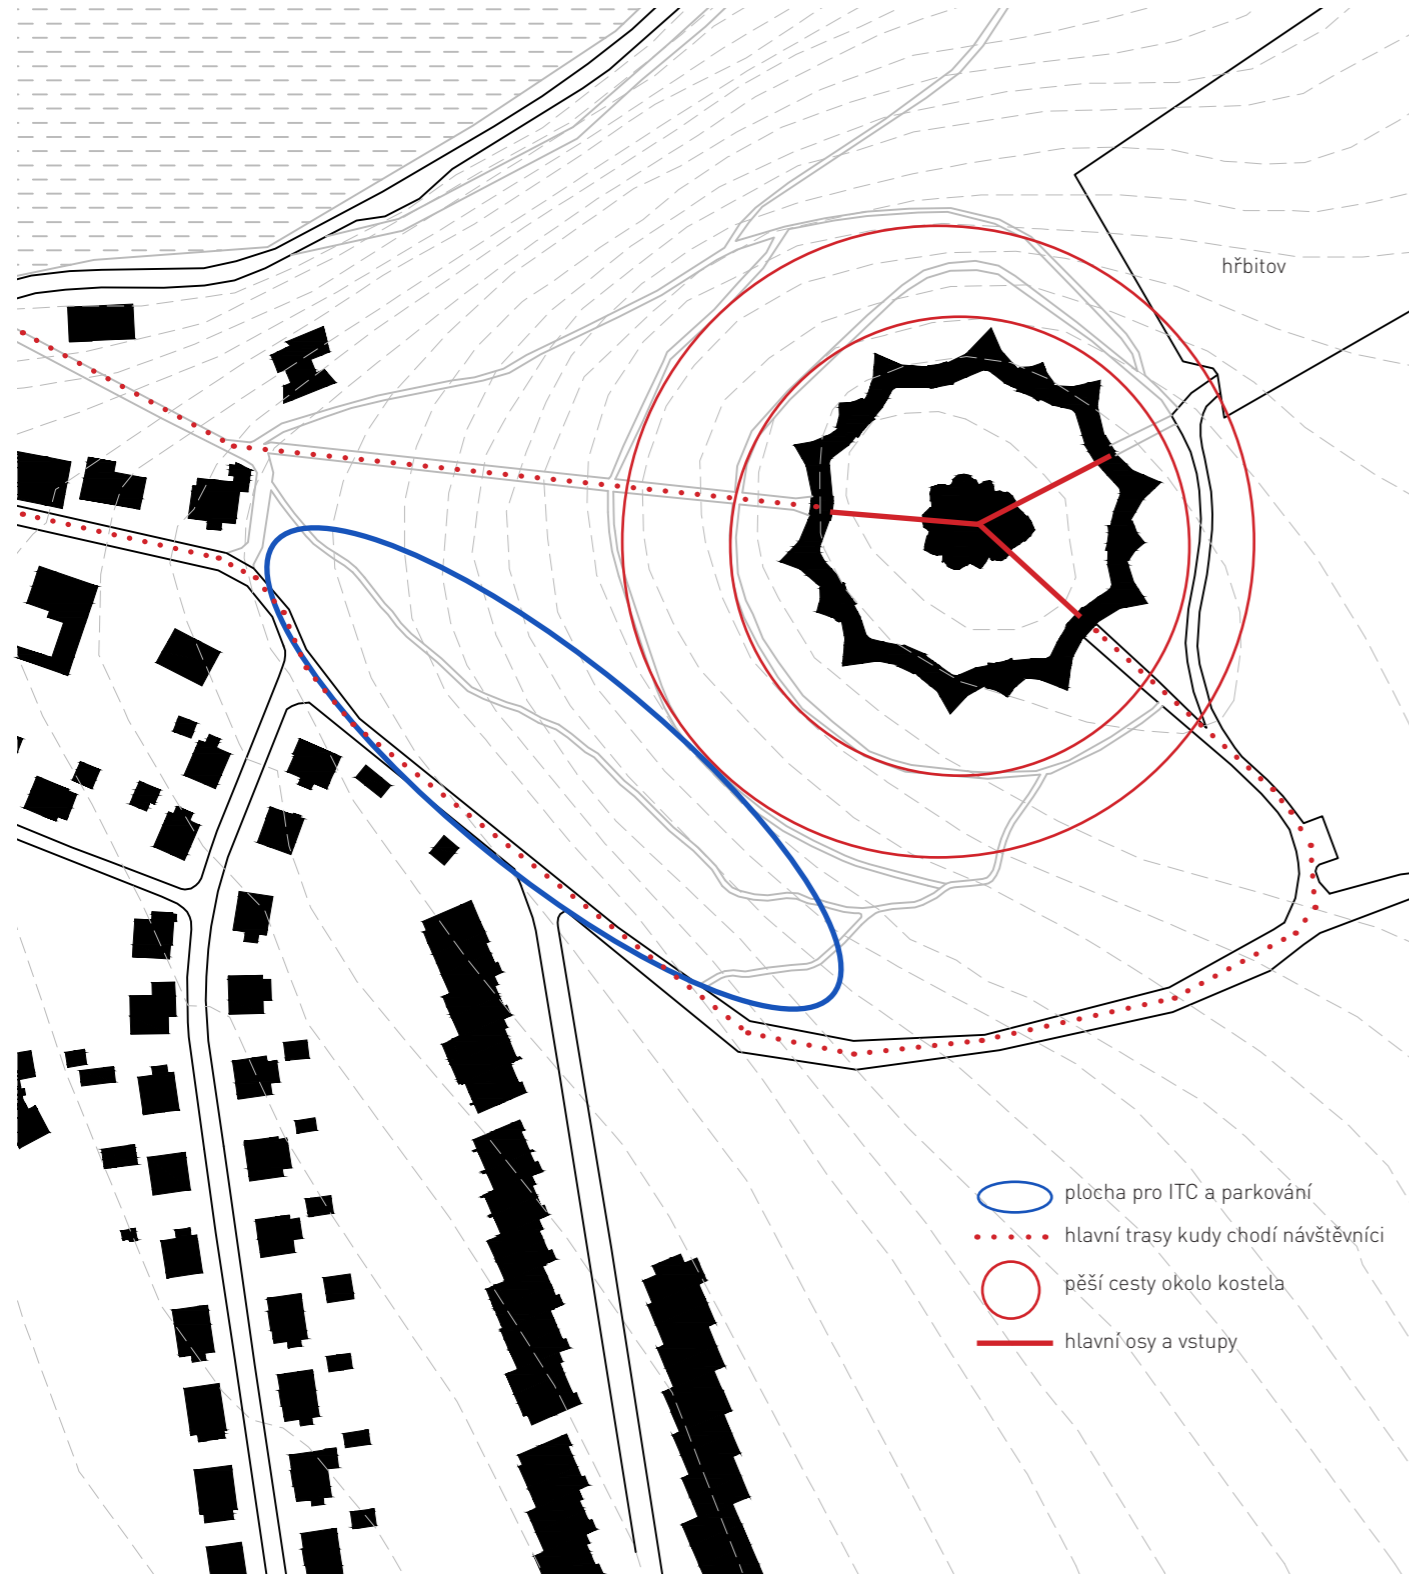 hřbitov
plocha pro ITC a parkování
hlavní trasy kudy chodí návštěvníci
pěší cesty okolo kostela
hlavní osy a vstupy